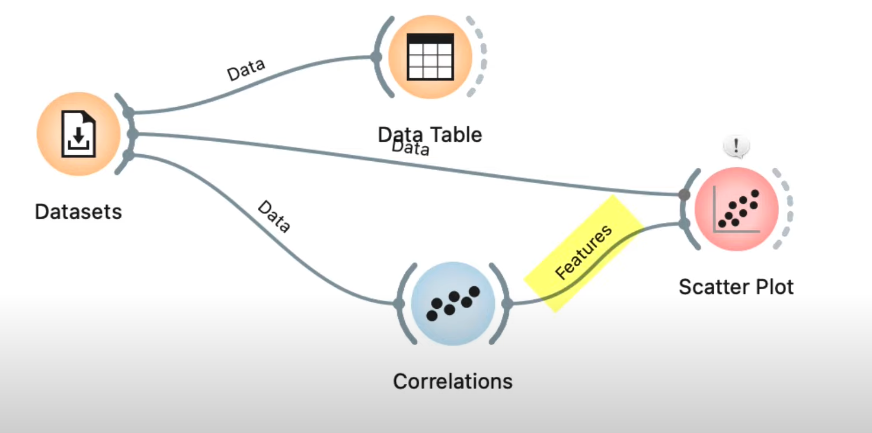 Data
Data Table
Data
!
Datasets
Data
Features
Scatter Plot
Correlations